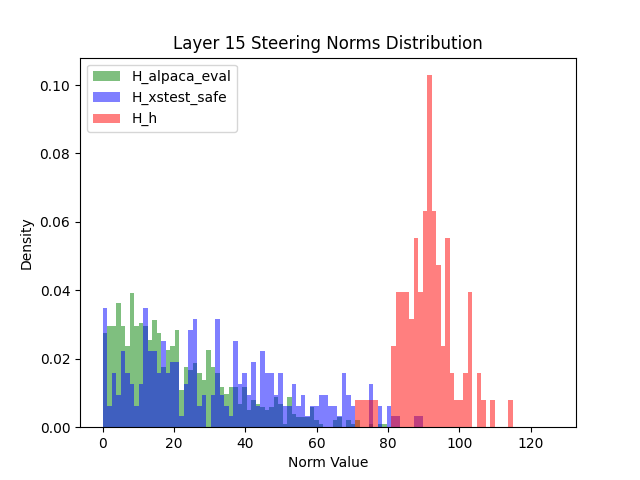 Layer 15 Steering Norms Distribution
H_alpaca_eval
H_xstest_safe
H_h
Density
0.10
0.08
0.06
0.04
0.02
0.00
0 20 40 60 80 100 120
Norm Value